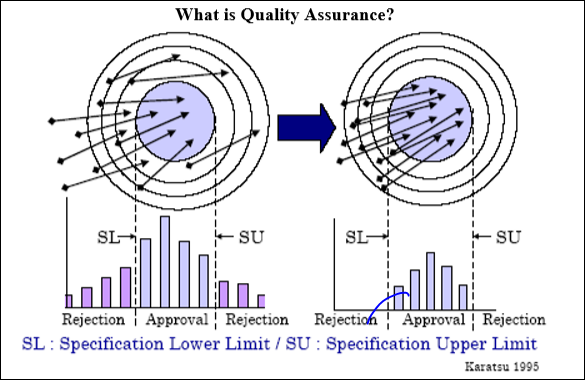 What is Quality Assurance?
SL SU SL SU
Rejection Approval Rejection Rejection Approval
SL : Specification Lower Limit / SU : Specification Upper Limit
Karatsu 1995